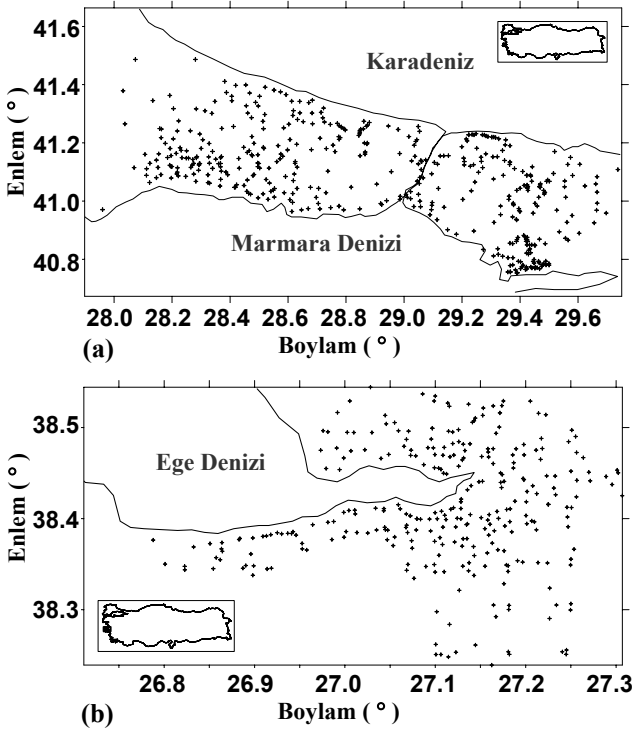 41.6
41.4
41.2
41.0
40.8
Enlem ( ° )
Karadeniz
Marmara Denizi
28.0 28.2 28.4 28.6 28.8 29.0 29.2 29.4 29.6
(a)
Boylam ( ° )
38.5
38.4
38.3
Enlem ( ° )
Ege Denizi
26.8 26.9 27.0 27.1 27.2 27.3
(b)
Boylam ( ° )